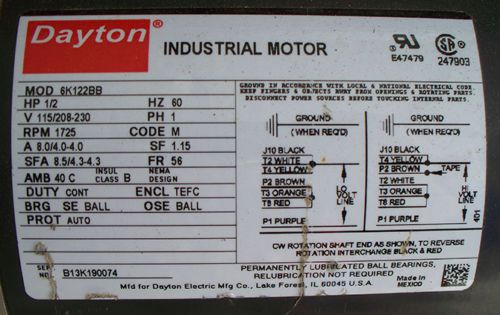 Dayton
INDUSTRIAL MOTOR
E47479
247903
MOD 6K122BB
HP 1/2 HZ 60
V 115/208-230 PH 1
RPM 1725 CODE M
A 8.0/4.0-4.0 SF 1.15
SFA 8.5/4.3-4.3 FR 56
AMB 40 C INSUL CLASS B NEMA DESIGN
DUTY CONT ENCL TEFC
BRG SE BALL OSE BALL
PROT AUTO
GROUND IN ACCORDANCE WITH LOCAL & NATIONAL ELECTRICAL CODE.
KEEP FINGERS & OBJECTS AWAY FROM OPENINGS & ROTATING PARTS.
DISCONNECT POWER SOURCES BEFORE TOUCHING INTERNAL PARTS.
GROUND
(WHEN REQ'D)
J10 BLACK
T2 WHITE
T4 YELLOW
P2 BROWN
T3 ORANGE
T8 RED
P1 PURPLE
LO VOLT LINE
GROUND
(WHEN REQ'D)
J10 BLACK
T4 YELLOW
P2 BROWN
TAPE
T2 WHITE
T3 ORANGE
T8 RED
P1 PURPLE
HI VOLT LINE
401
CW ROTATION SHAFT END AS SHOWN, TO REVERSE
ROTATION INTERCHANGE BLACK & RED
SER. NO. B13K190074
PERMANENTLY LUBRICATED BALL BEARINGS,
RELUBRICATION NOT REQUIRED
Made in MEXICO
Mfd for Dayton Electric Mfg Co., Lake Forest, IL 60045 U.S.A.